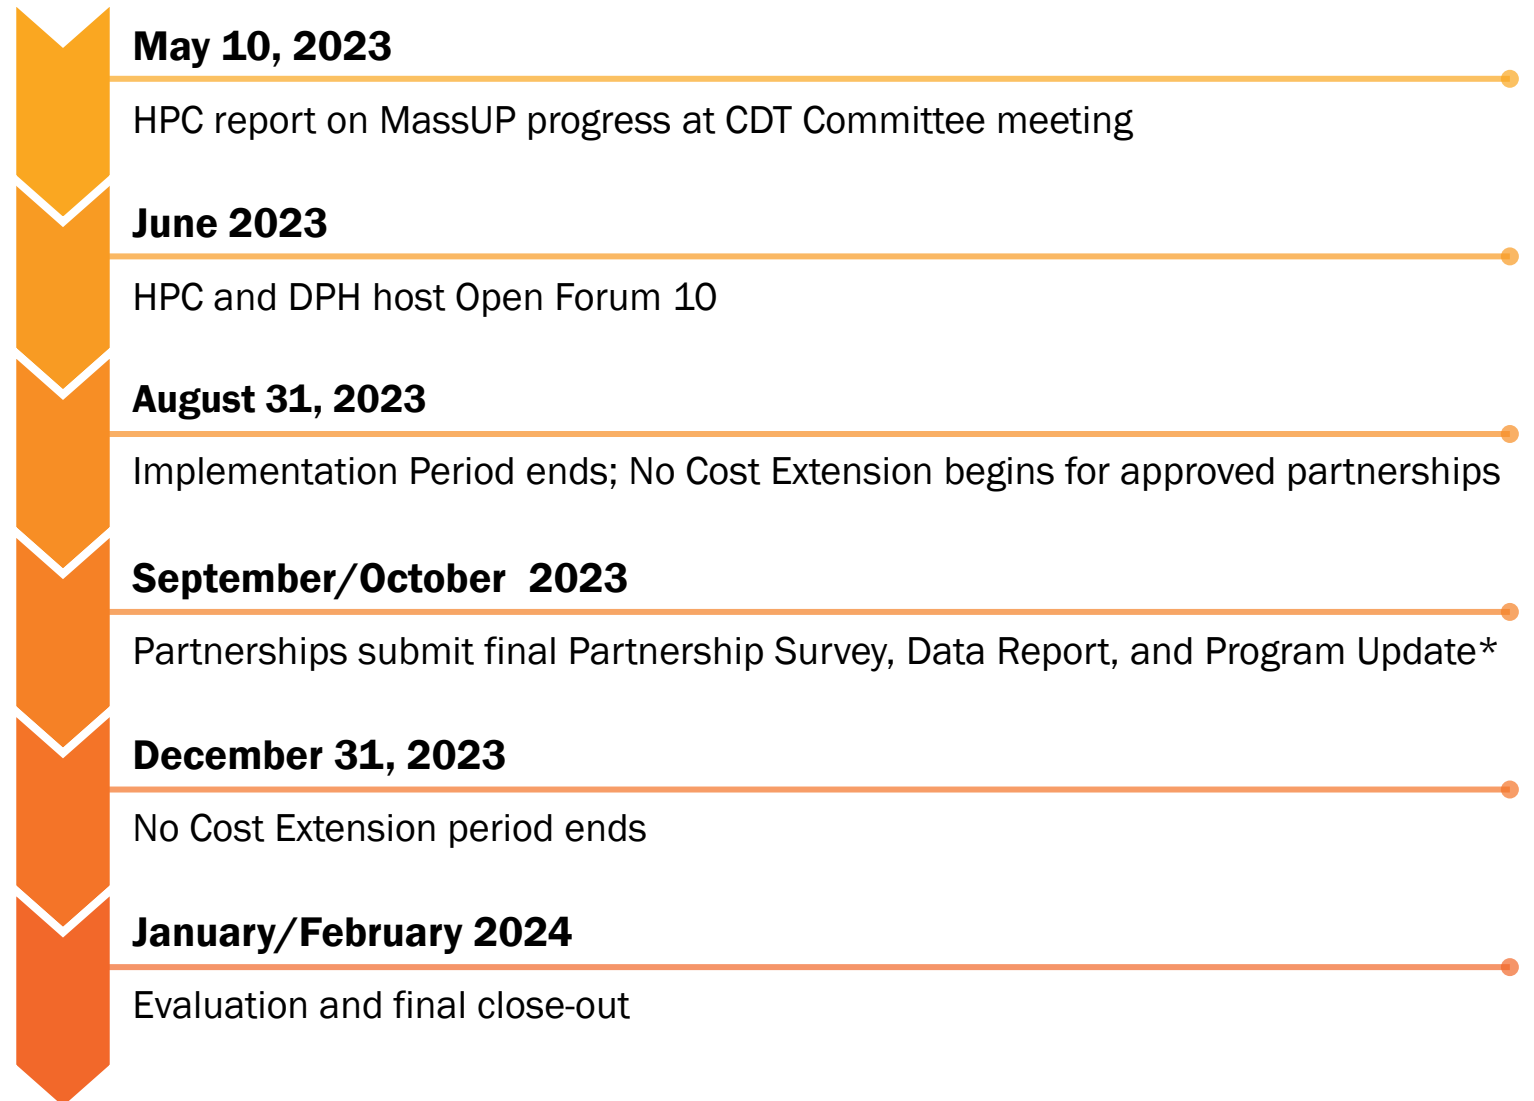 May 10, 2023
HPC report on MassUP progress at CDT Committee meeting
June 2023
HPC and DPH host Open Forum 10
August 31, 2023
Implementation Period ends; No Cost Extension begins for approved partnerships
September/October  2023
Partnerships submit final Partnership Survey, Data Report, and Program Update*
December 31, 2023
No Cost Extension period ends
January/February 2024
Evaluation and final close-out